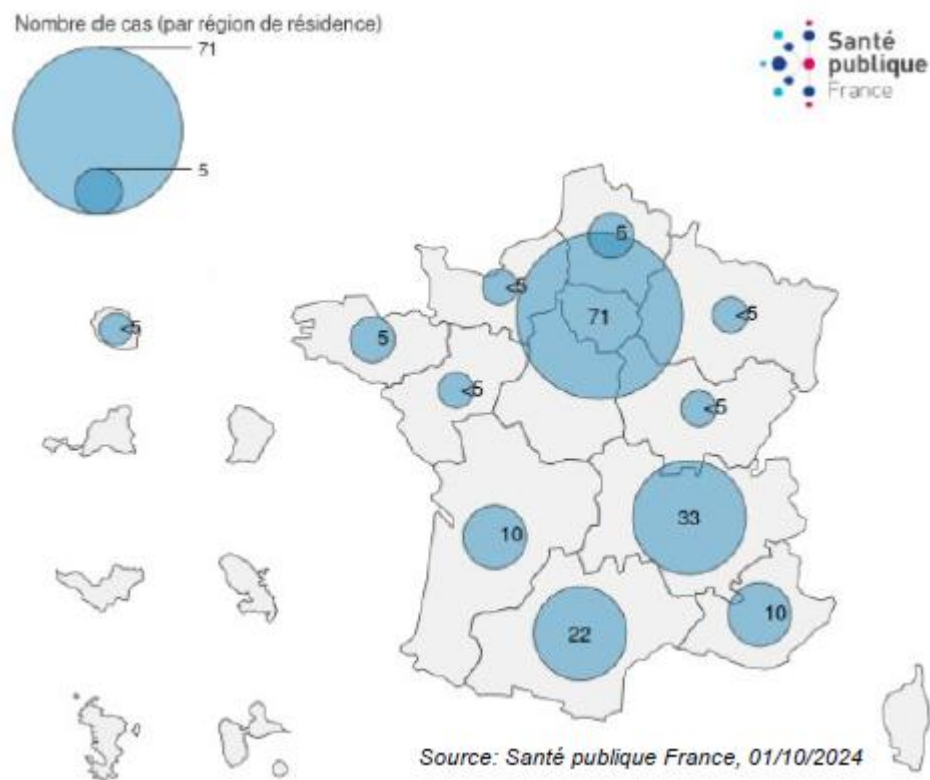 Nombre de cas (par région de résidence)
71
5
Santé
publique
France
5
<5
71
<5
<5
5
<5
<5
33
10
10
22
Source: Santé publique France, 01/10/2024